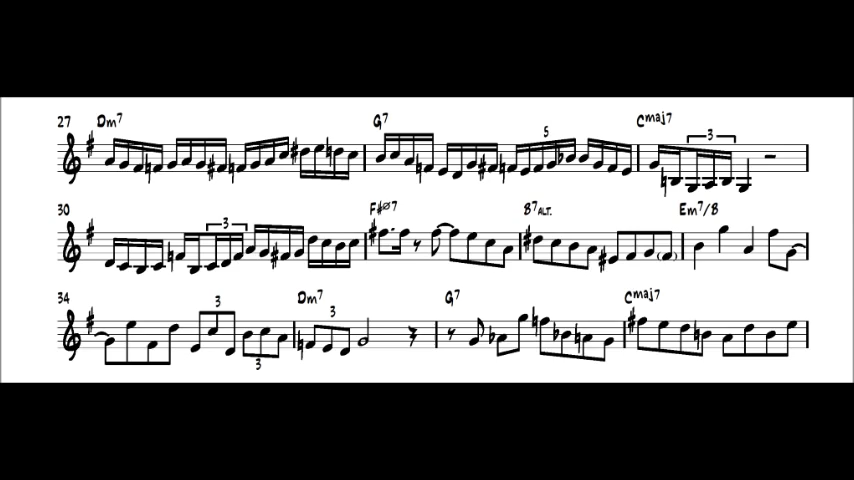 27 Dm7 G7 Cmaj7
5 3
30 F#ø7 B7ALT. Em7/B
3
34 Dm7 G7 Cmaj7
3 3
3